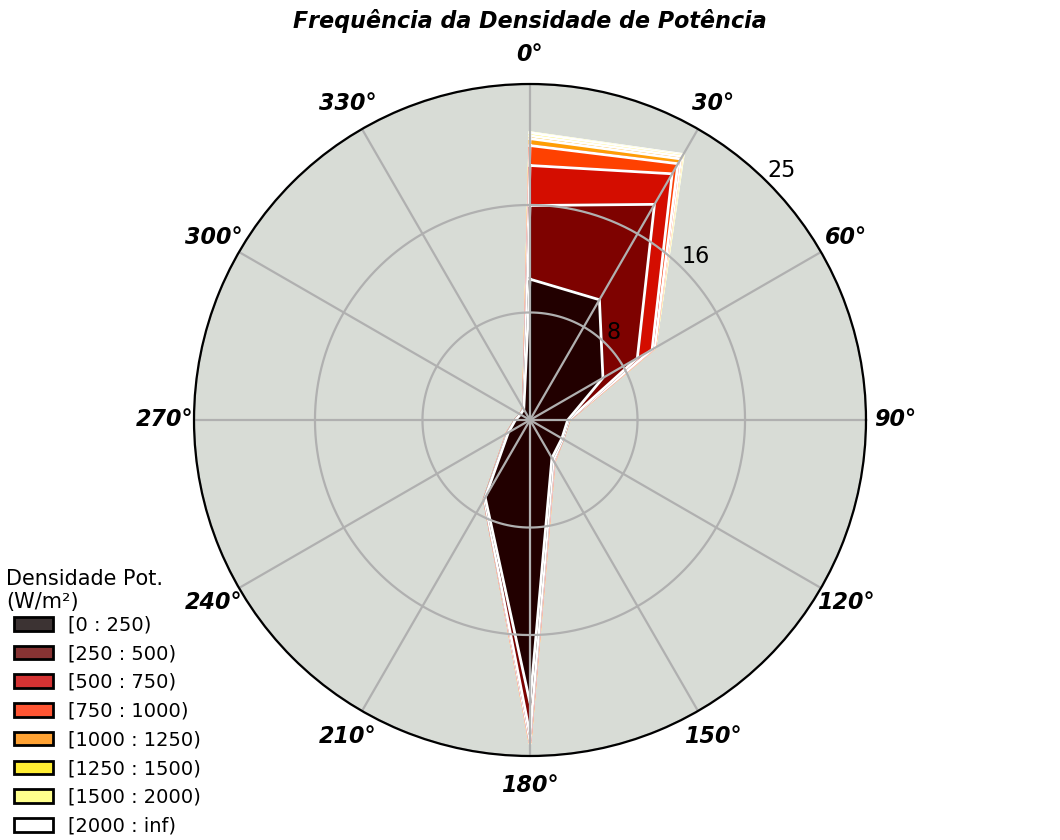 Frequência da Densidade de Potência
0°
330°
30°
25
300°
60°
16
8
270°
90°
240°
120°
210°
150°
180°
Densidade Pot.
(W/m²)
[0 : 250)
[250 : 500)
[500 : 750)
[750 : 1000)
[1000 : 1250)
[1250 : 1500)
[1500 : 2000)
[2000 : inf)